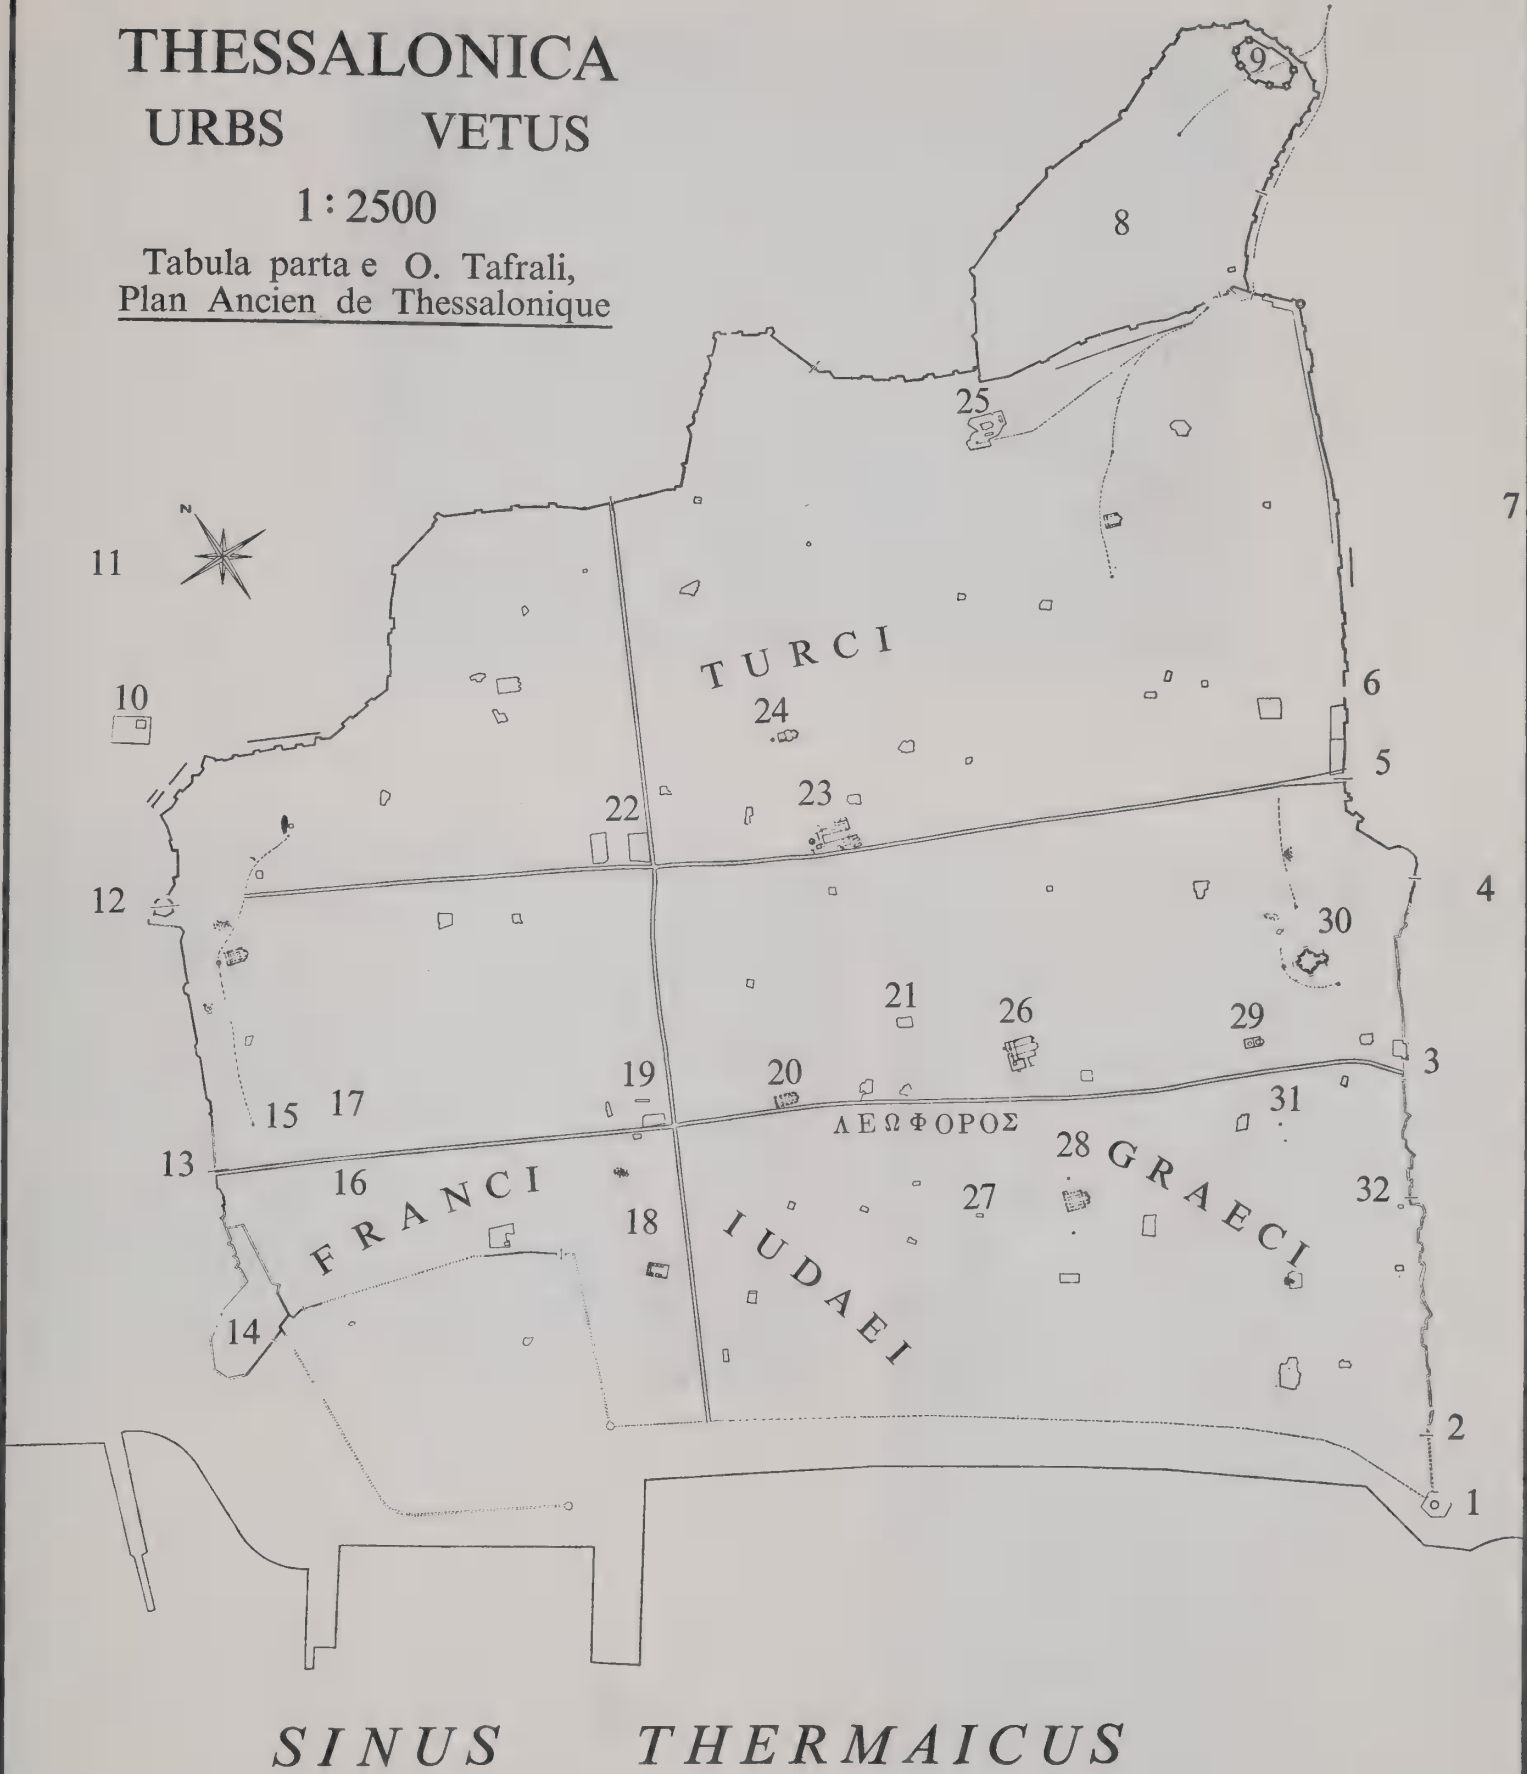 THESSALONICA
URBS VETUS
1 : 2500
Tabula parta e O. Tafrali,
Plan Ancien de Thessalonique
9
8
25
7
N
11
TURCI
6
10
24
5
23
22
12
4
30
21
26
29
19
20
3
15
17
31
ΛΕΩΦΟΡΟΣ
28
GRAECI
13
16
FRANCI
27
32
18
IUDAEI
14
2
1
SINUS THERMAICUS